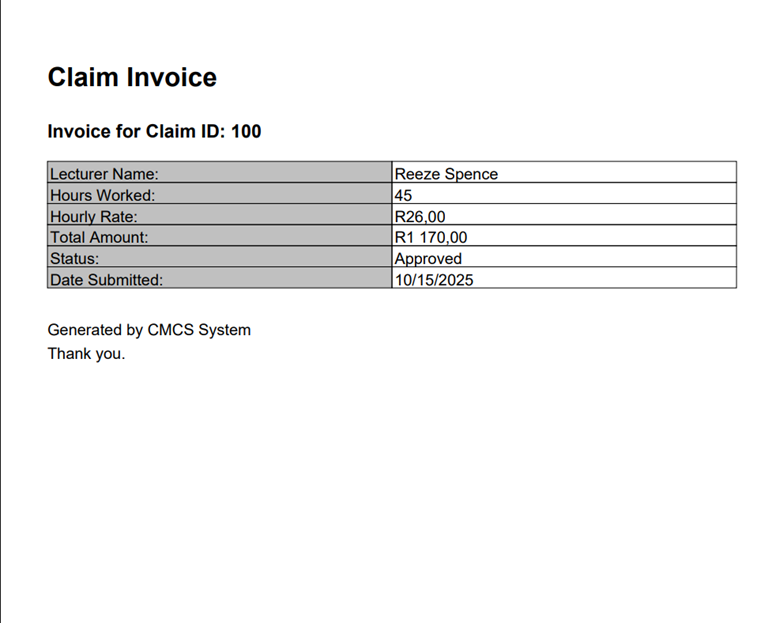 Claim Invoice
Invoice for Claim ID: 100
Lecturer Name: Reeze Spence
Hours Worked: 45
Hourly Rate: R26,00
Total Amount: R1 170,00
Status: Approved
Date Submitted: 10/15/2025
Generated by CMCS System
Thank you.